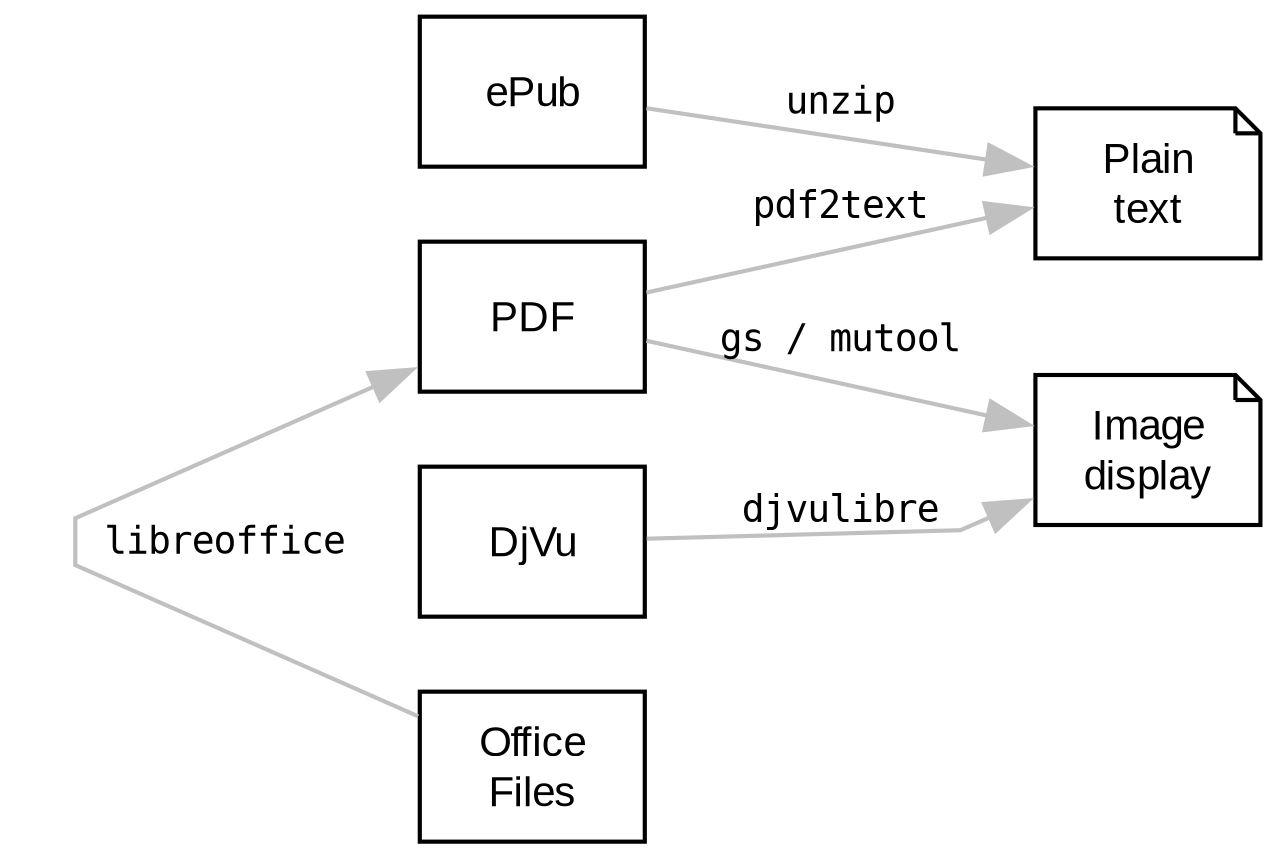 ePub
unzip
Plain
text
pdf2text
PDF
gs / mutool
Image
display
djvulibre
DjVu
libreoffice
Office
Files